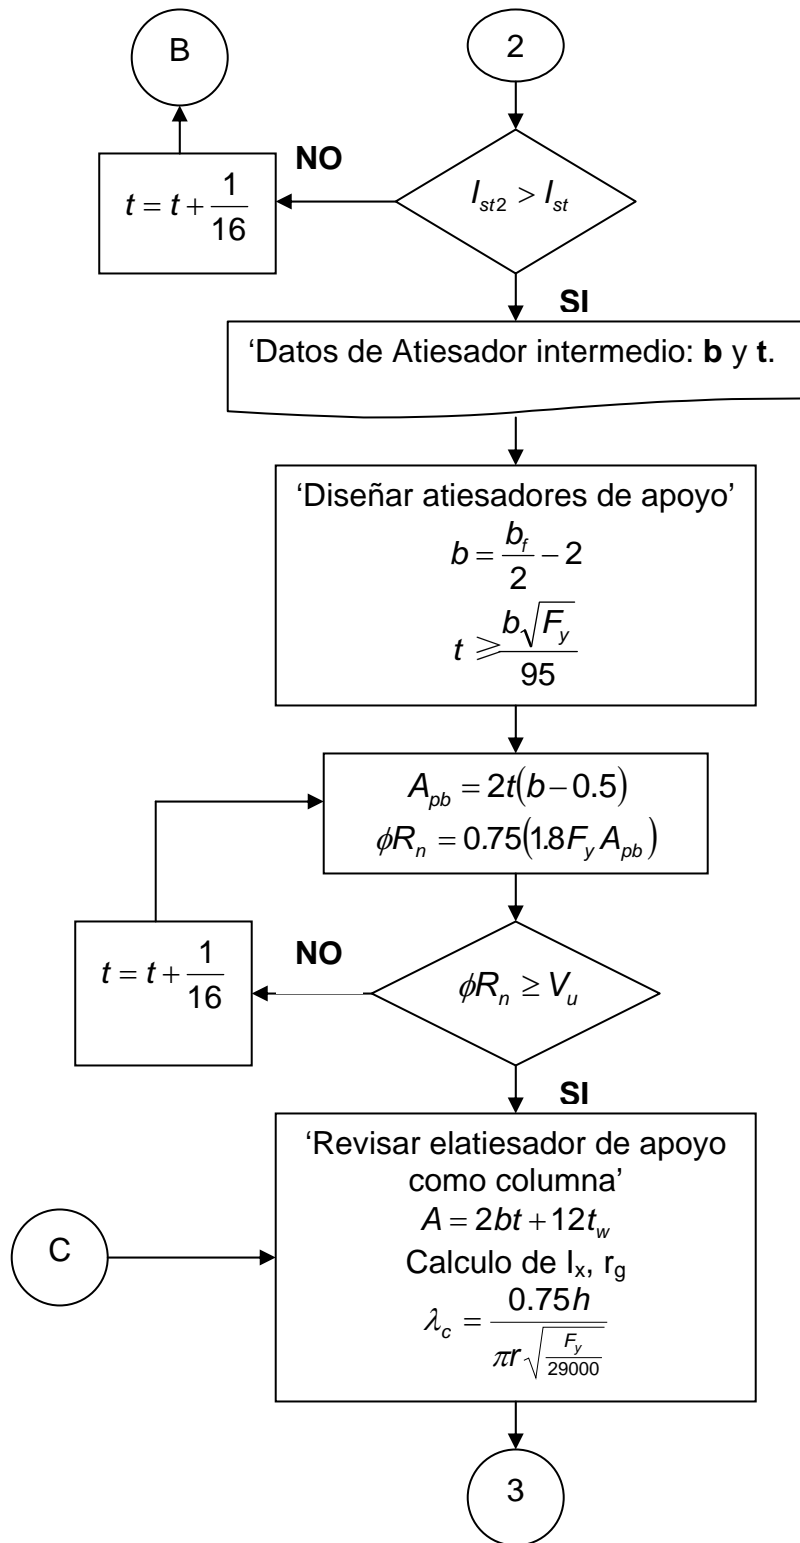 B
2
NO
t = t + 1/16
I_st2 > I_st
SI
‘Datos de Atiesador intermedio: b y t.
‘Diseñar atiesadores de apoyo’
b = b_f/2 − 2
t ⩾ b√F_y/95
A_pb = 2t(b − 0.5)
φR_n = 0.75(1.8F_y A_pb)
NO
t = t + 1/16
φR_n ≥ V_u
SI
‘Revisar elatiesador de apoyo
como columna’
A = 2bt + 12t_w
C
Calculo de I_x, r_g
λ_c = 0.75h/(πr√(F_y/29000))
3